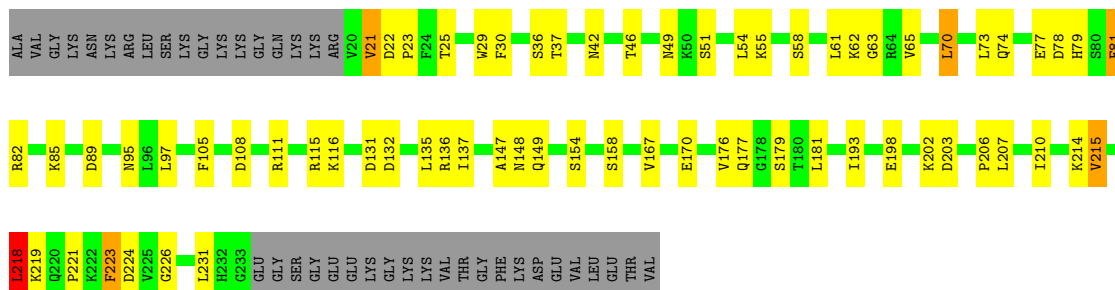 ALA VAL GLY LYS ASN LYS ARG LEU SER LYS GLY LYS LYS GLY GLN LYS LYS ARG V20 V21 D22 P23 F24 T25 W29 F30 S36 T37 N42 T46 N49 K50 S51 L54 K55 S58 L61 K62 G63 R64 V65 L70 L73 Q74 E77 D78 H79 S80
R82 K85 D89 N95 L96 L97 F105 D108 R111 R115 K116 D131 D132 L135 R136 I137 A147 N148 Q149 S154 S158 V167 E170 V176 Q177 G178 S179 T180 L181 I193 E198 K202 D203 P206 L207 I210 K214 V215
L218 K219 Q220 P221 K222 F223 D224 V225 G226 L231 H232 G233 GLU GLY SER GLY GLU GLU LYS GLY LYS LYS VAL THR GLY PHE LYS ASP GLU VAL LEU GLU THR VAL